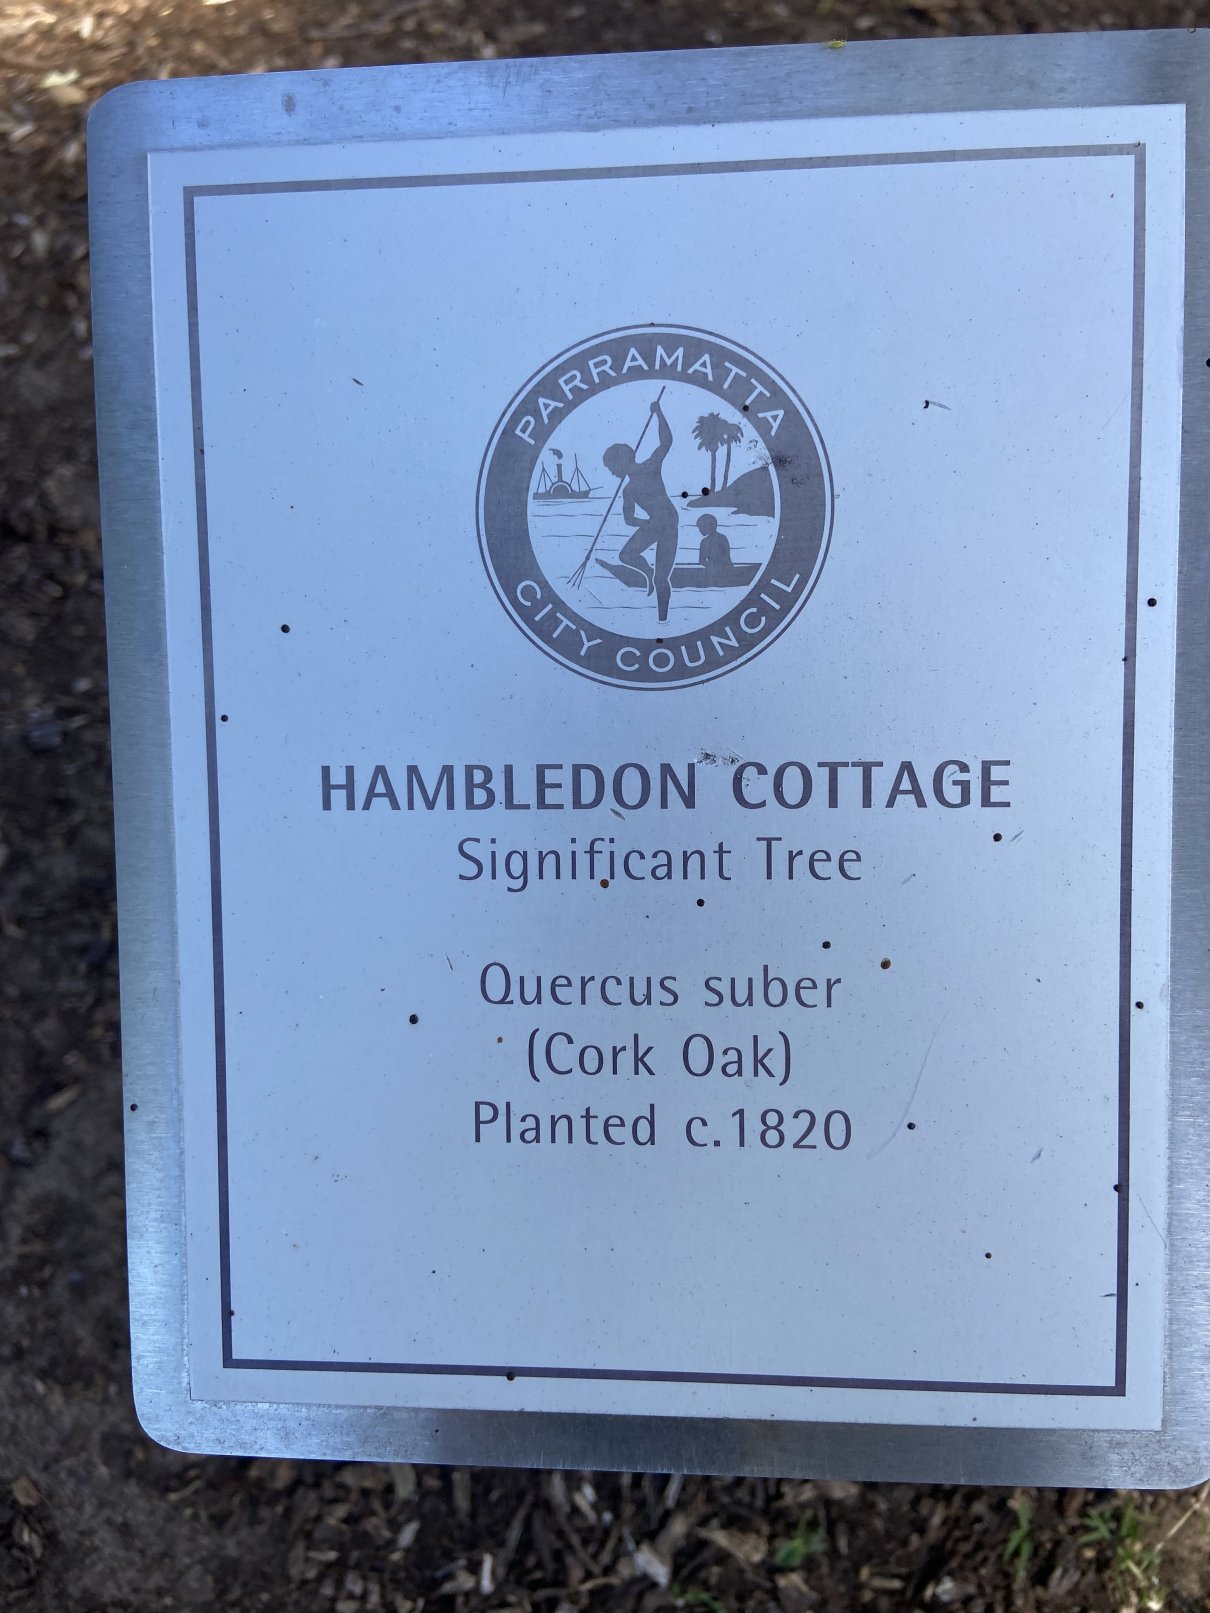 PARRAMATTA
CITY COUNCIL
HAMBLEDON COTTAGE
Significant Tree
Quercus suber
(Cork Oak)
Planted c.1820